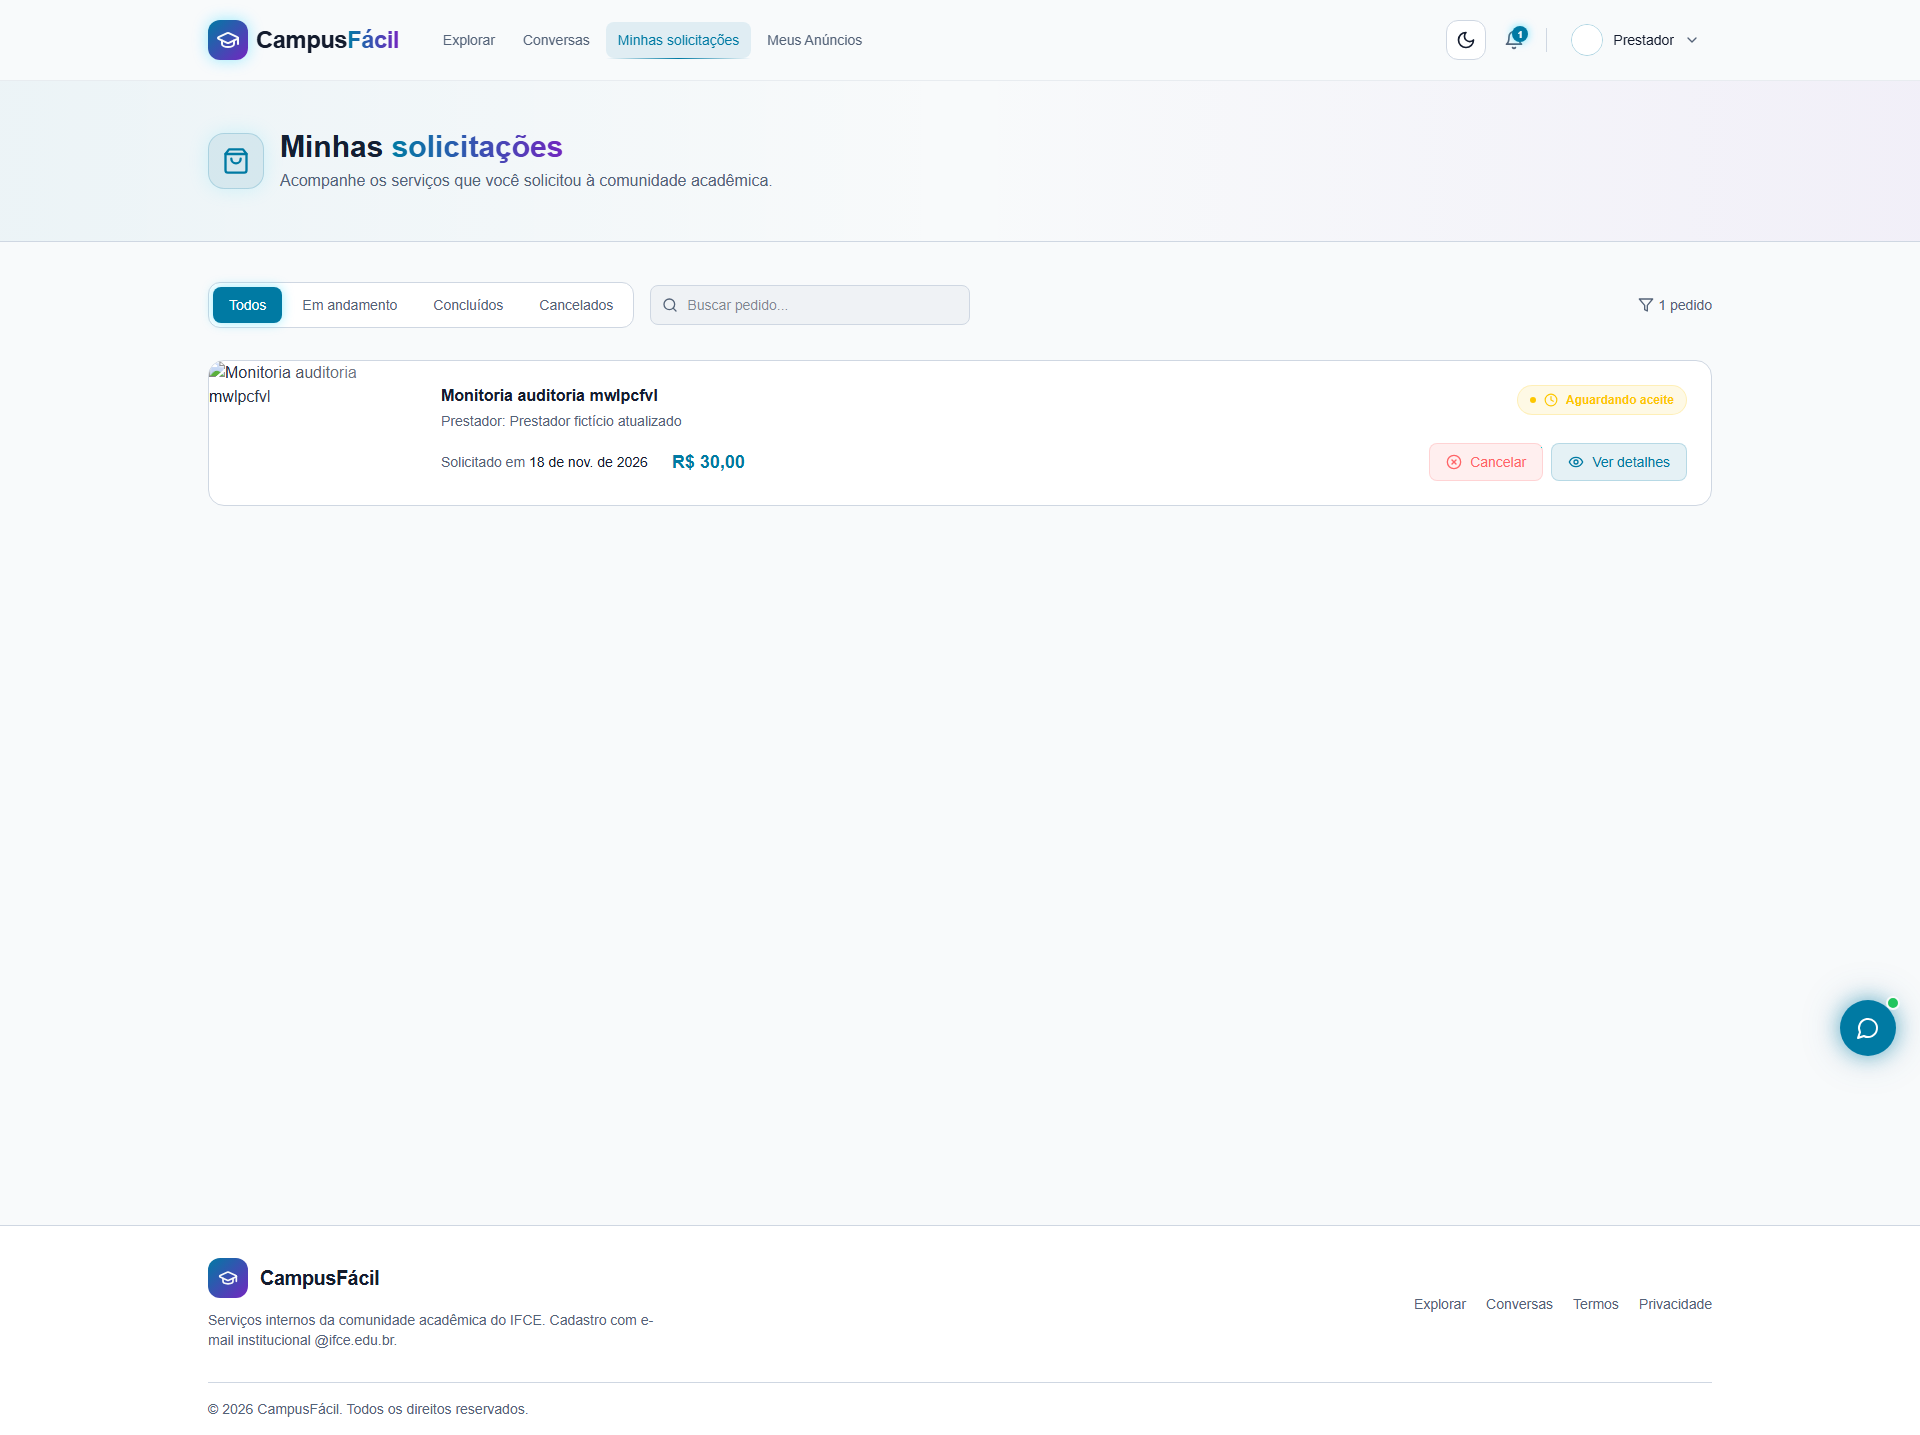 CampusFácil
Explorar
Conversas
Minhas solicitações
Meus Anúncios
1
Prestador
Minhas solicitações
Acompanhe os serviços que você solicitou à comunidade acadêmica.
Todos
Em andamento
Concluídos
Cancelados
Buscar pedido...
1 pedido
Monitoria auditoria
mwlpcfvl
Monitoria auditoria mwlpcfvl
Prestador: Prestador fictício atualizado
Aguardando aceite
Solicitado em 18 de nov. de 2026
R$ 30,00
Cancelar
Ver detalhes
CampusFácil
Serviços internos da comunidade acadêmica do IFCE. Cadastro com e-
mail institucional @ifce.edu.br.
Explorar
Conversas
Termos
Privacidade
© 2026 CampusFácil. Todos os direitos reservados.